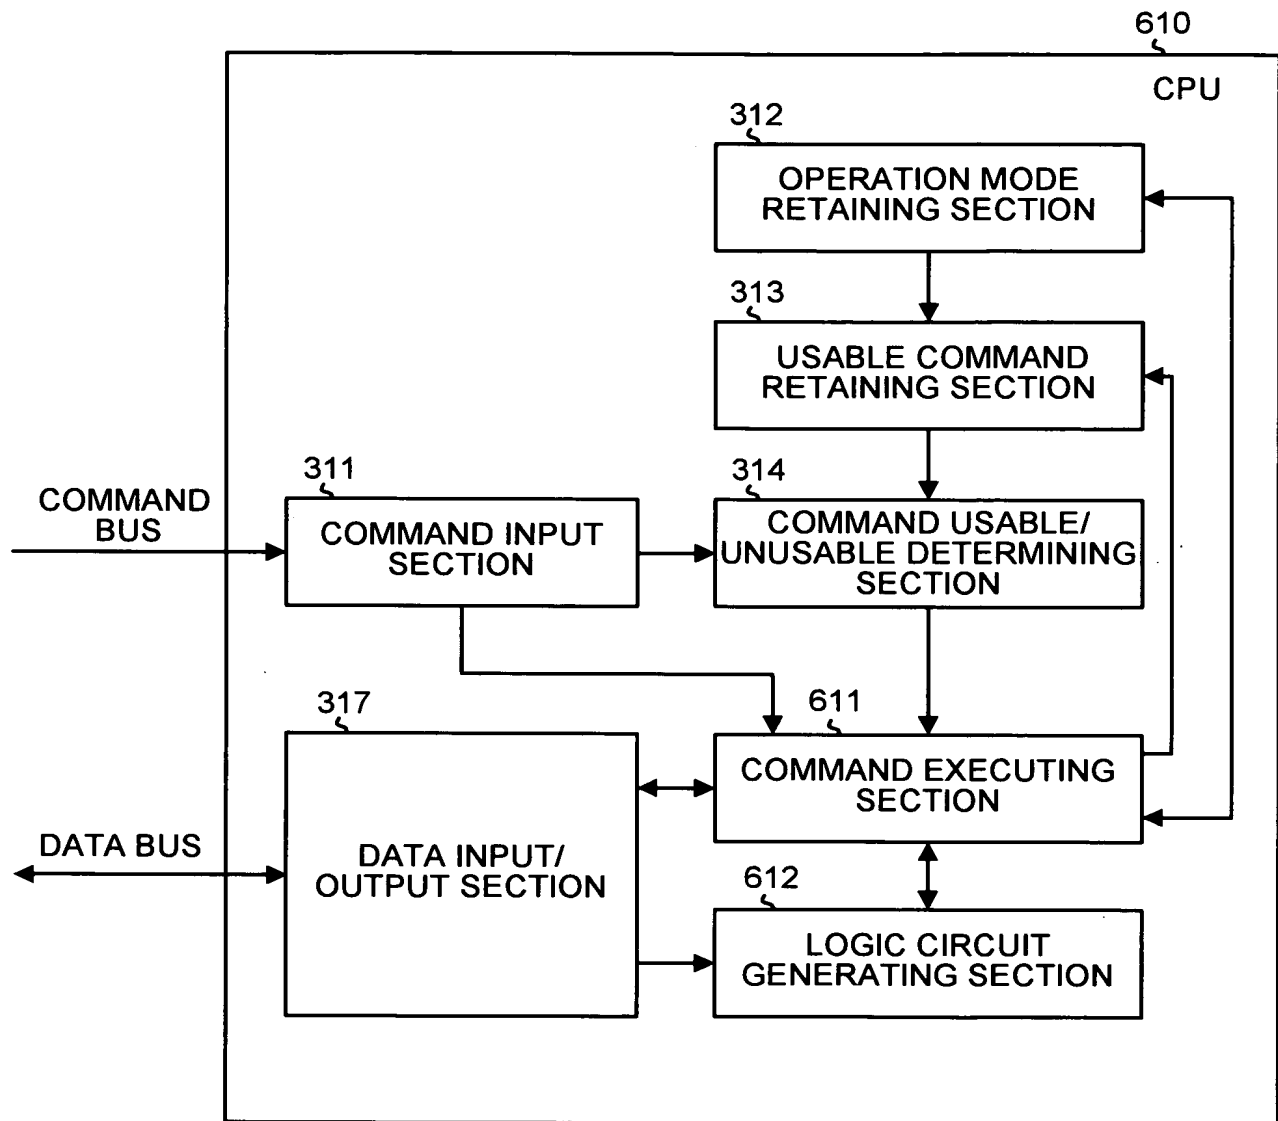 610
CPU
312
OPERATION MODE
RETAINING SECTION
313
USABLE COMMAND
RETAINING SECTION
311
COMMAND
BUS
COMMAND INPUT
SECTION
314
COMMAND USABLE/
UNUSABLE DETERMINING
SECTION
317
611
COMMAND EXECUTING
SECTION
DATA BUS
DATA INPUT/
OUTPUT SECTION
612
LOGIC CIRCUIT
GENERATING SECTION